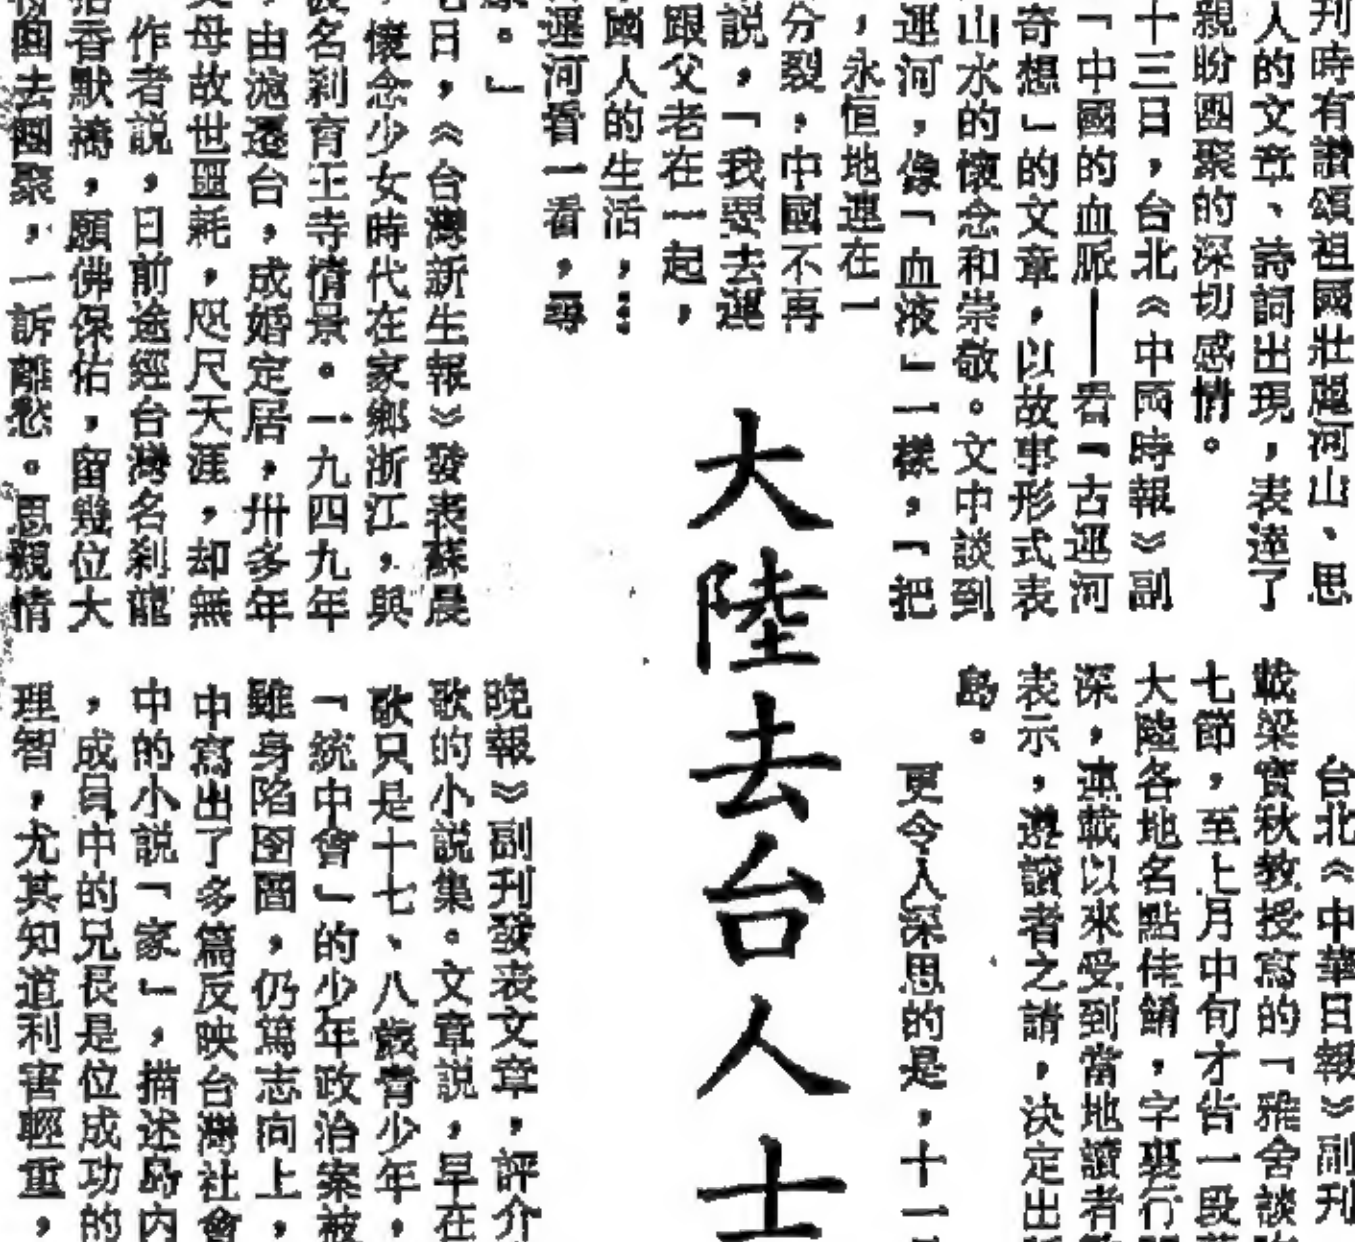 刊時有讚頌祖國壯麗河山、思
人的文章、詩詞出現，表達了
親盼團聚的深切感情。
十三日，台北《中國時報》副
「中國的血脈——看「古運河
奇想」的文章，以故事形式表
山水的懷念和崇敬。文中談到
運河，像「血液」一樣，「把
，永恒地連在一
分裂，中國不再
說，「我要去運
跟父老在一起，
國人的生活，
運河看一看，尋
。」
大陸去台人士
日，《台灣新生報》發表蘇晨
懷念少女時代在家鄉浙江，與
名剎育王寺情景。一九四九年
由滬遷台，成婚定居，卅多年
母故世噩耗，咫尺天涯，却無
作者說，日前途經台灣名剎龍
香默禱，願佛保佑，留幾位大
回去團聚，一訴離愁。思親情
台北《中華日報》副刊
載梁實秋教授寫的「雅舍談
七節，至上月中旬才告一段
大陸各地名點佳餚，字裏行
深，連載以來受到當地讀者
表示，應讀者之請，決定出
島。
更令人深思的是，十一
晚報》副刊發表文章，評介
歌的小說集。文章說，早在
歌只是十七、八歲青少年，
「統中會」的少年政治案被
雖身陷囹圄，仍篤志向上，
中寫出了多篇反映台灣社會
中的小說「家」，描述島內
，成員中的兄長是位成功的
理智，尤其知道利害輕重，